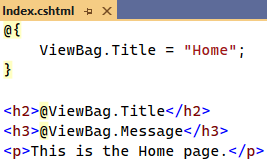 Index.cshtml
@{
    ViewBag.Title = "Home";
}
<h2>@ViewBag.Title</h2>
<h3>@ViewBag.Message</h3>
<p>This is the Home page.</p>